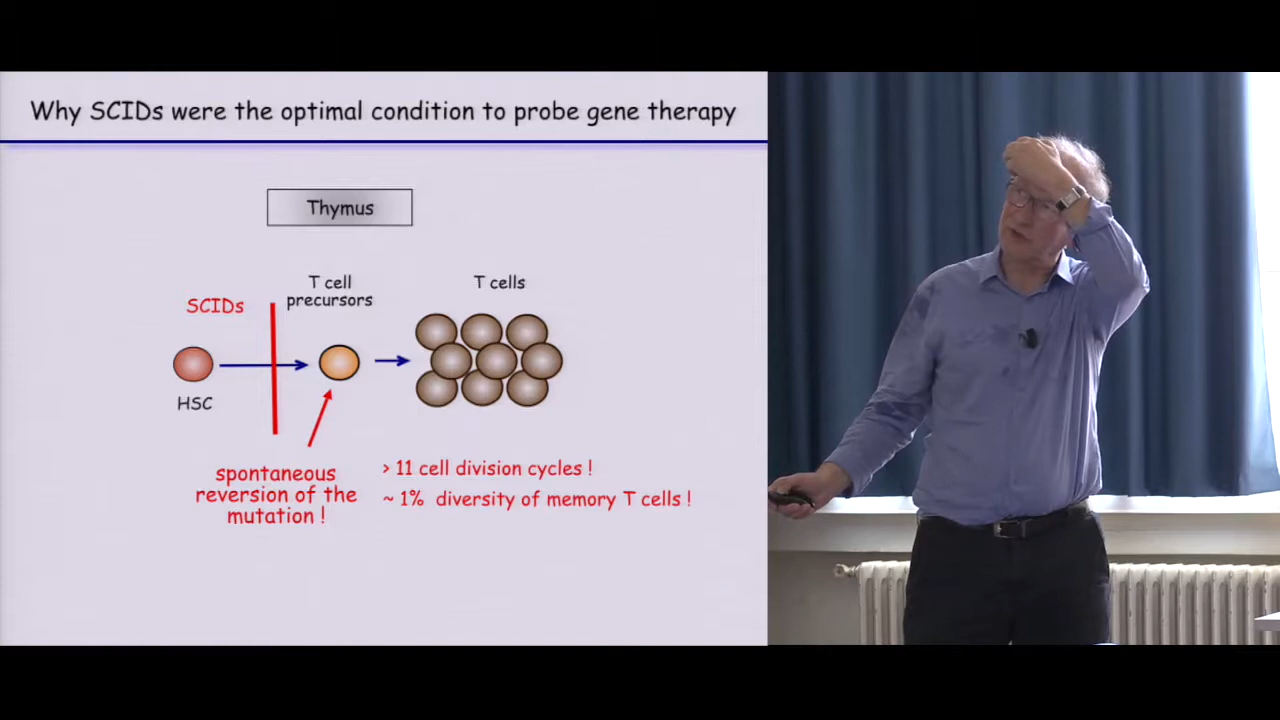 Why SCIDs were the optimal condition to probe gene therapy
Thymus
SCIDs
T cell
precursors
T cells
HSC
spontaneous
reversion of the
mutation !
> 11 cell division cycles !
~ 1% diversity of memory T cells !